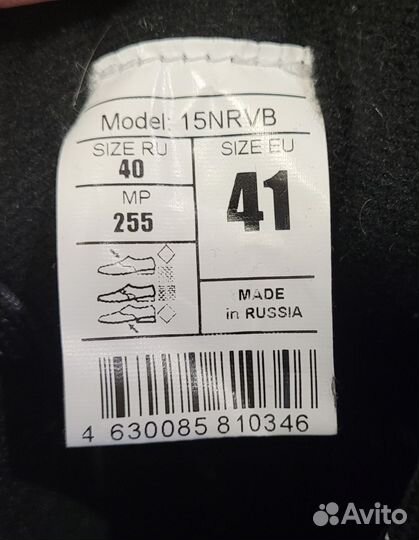 Model: 15NRVB
SIZE RU
40
MP
255
SIZE EU
41
MADE
in RUSSIA
4 630085 810346
Avito